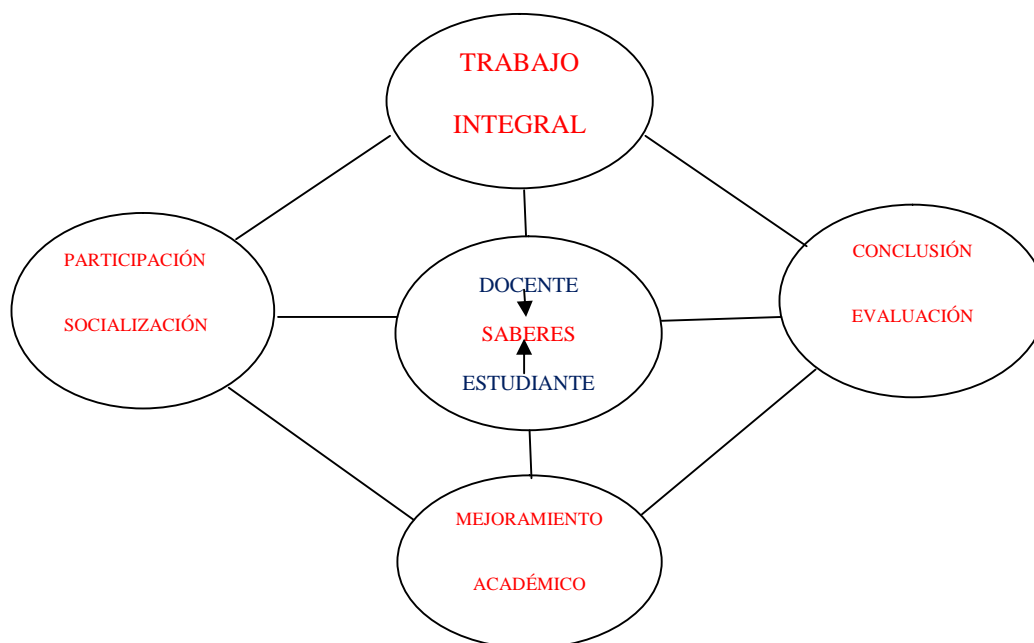 TRABAJO
INTEGRAL
PARTICIPACIÓN
SOCIALIZACIÓN
DOCENTE
SABERES
ESTUDIANTE
CONCLUSIÓN
EVALUACIÓN
MEJORAMIENTO
ACADÉMICO